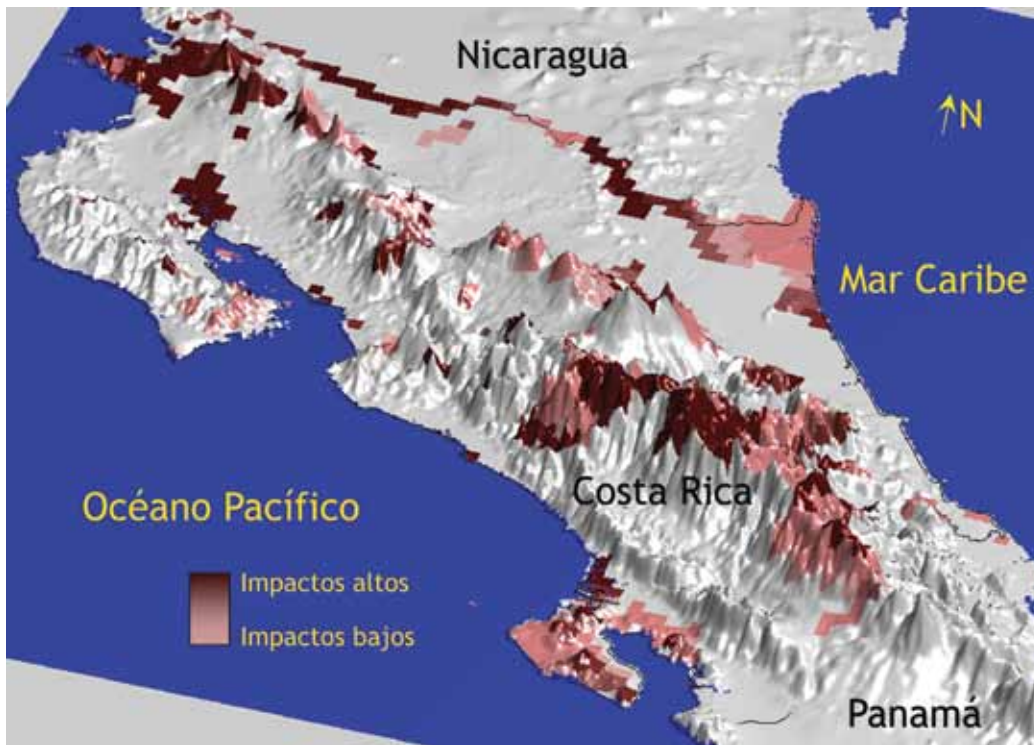 Nicaragua
N
Mar Caribe
Costa Rica
Océano Pacífico
Impactos altos
Impactos bajos
Panamá